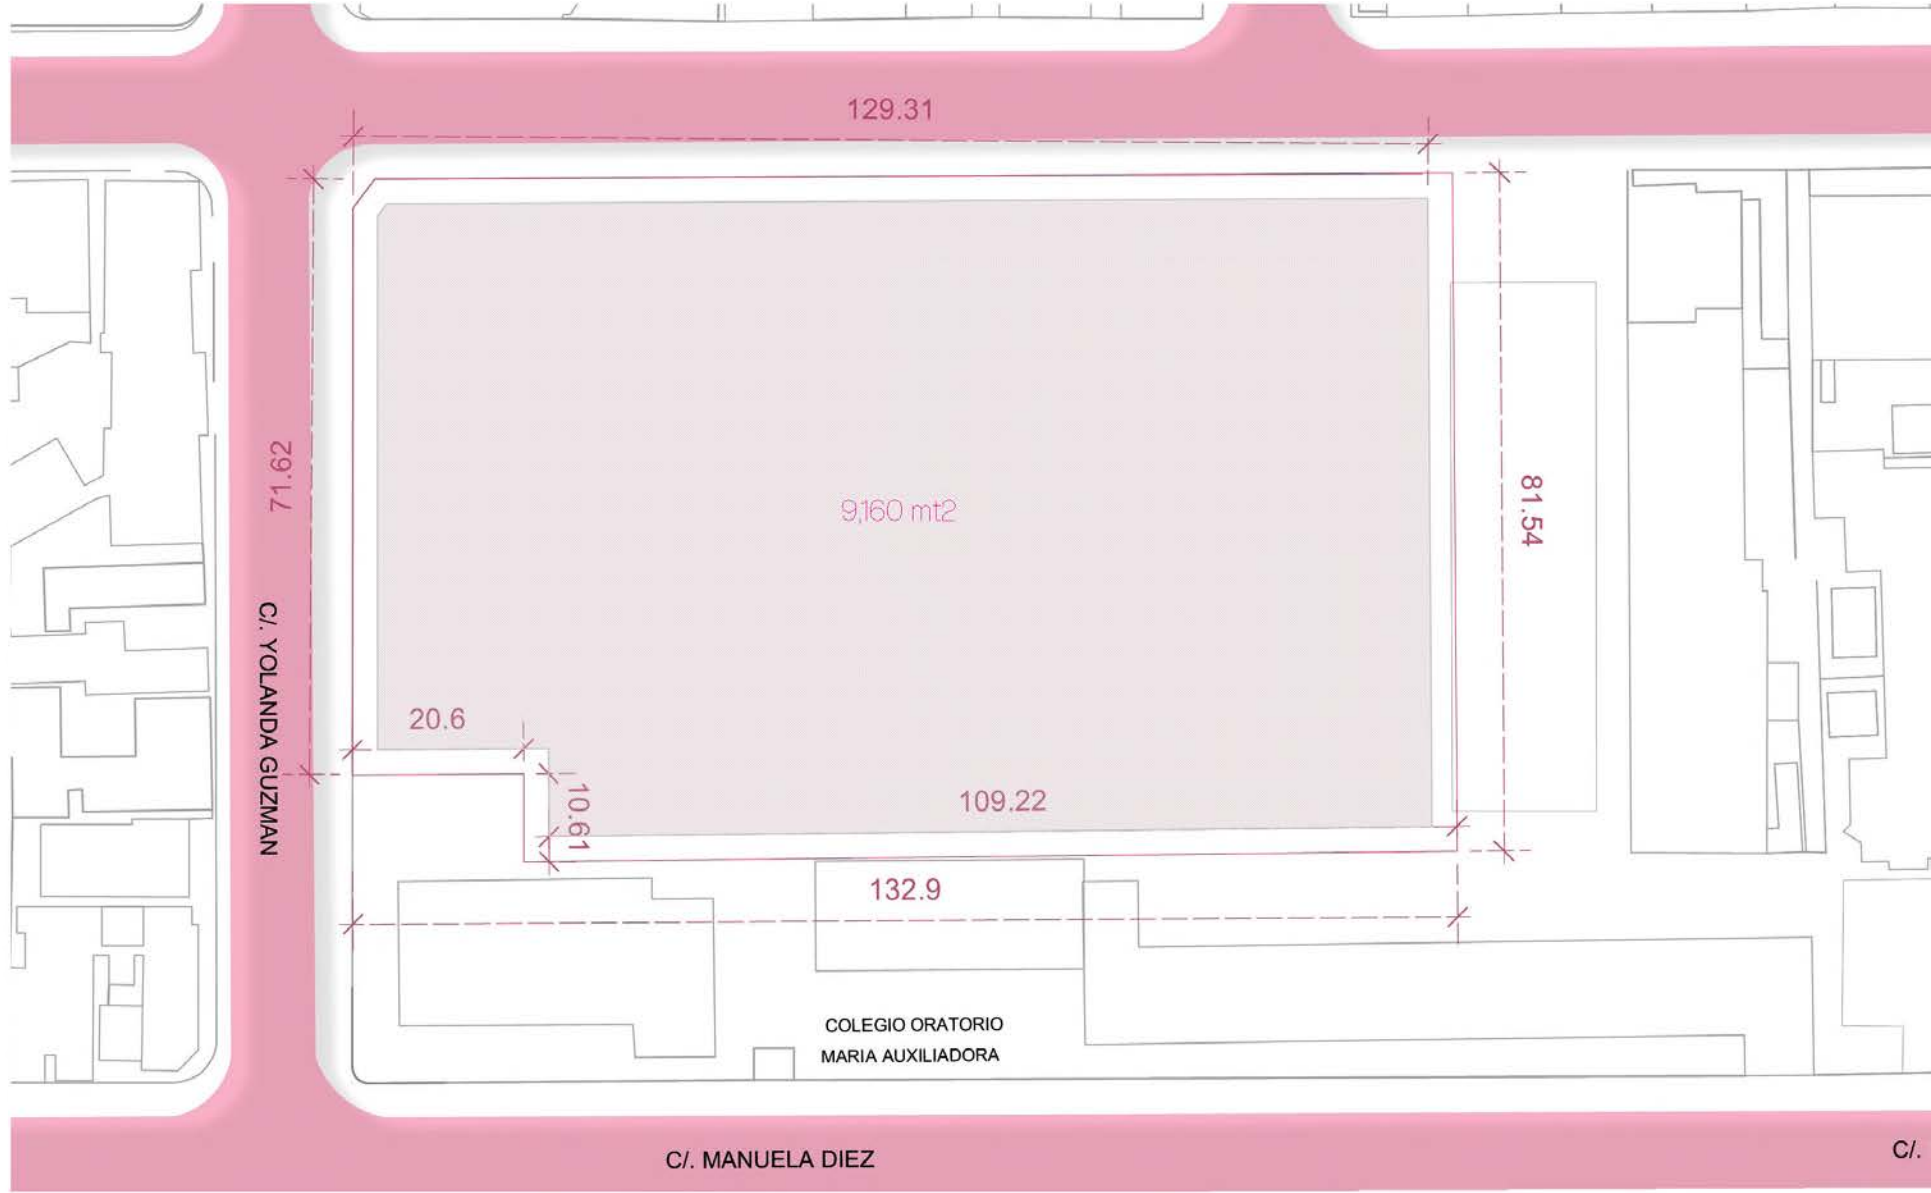 129.31
71.62
9,160 mt2
81.54
C/. YOLANDA GUZMAN
20.6
10.61
109.22
132.9
COLEGIO ORATORIO
MARIA AUXILIADORA
C/. MANUELA DIEZ
C/.